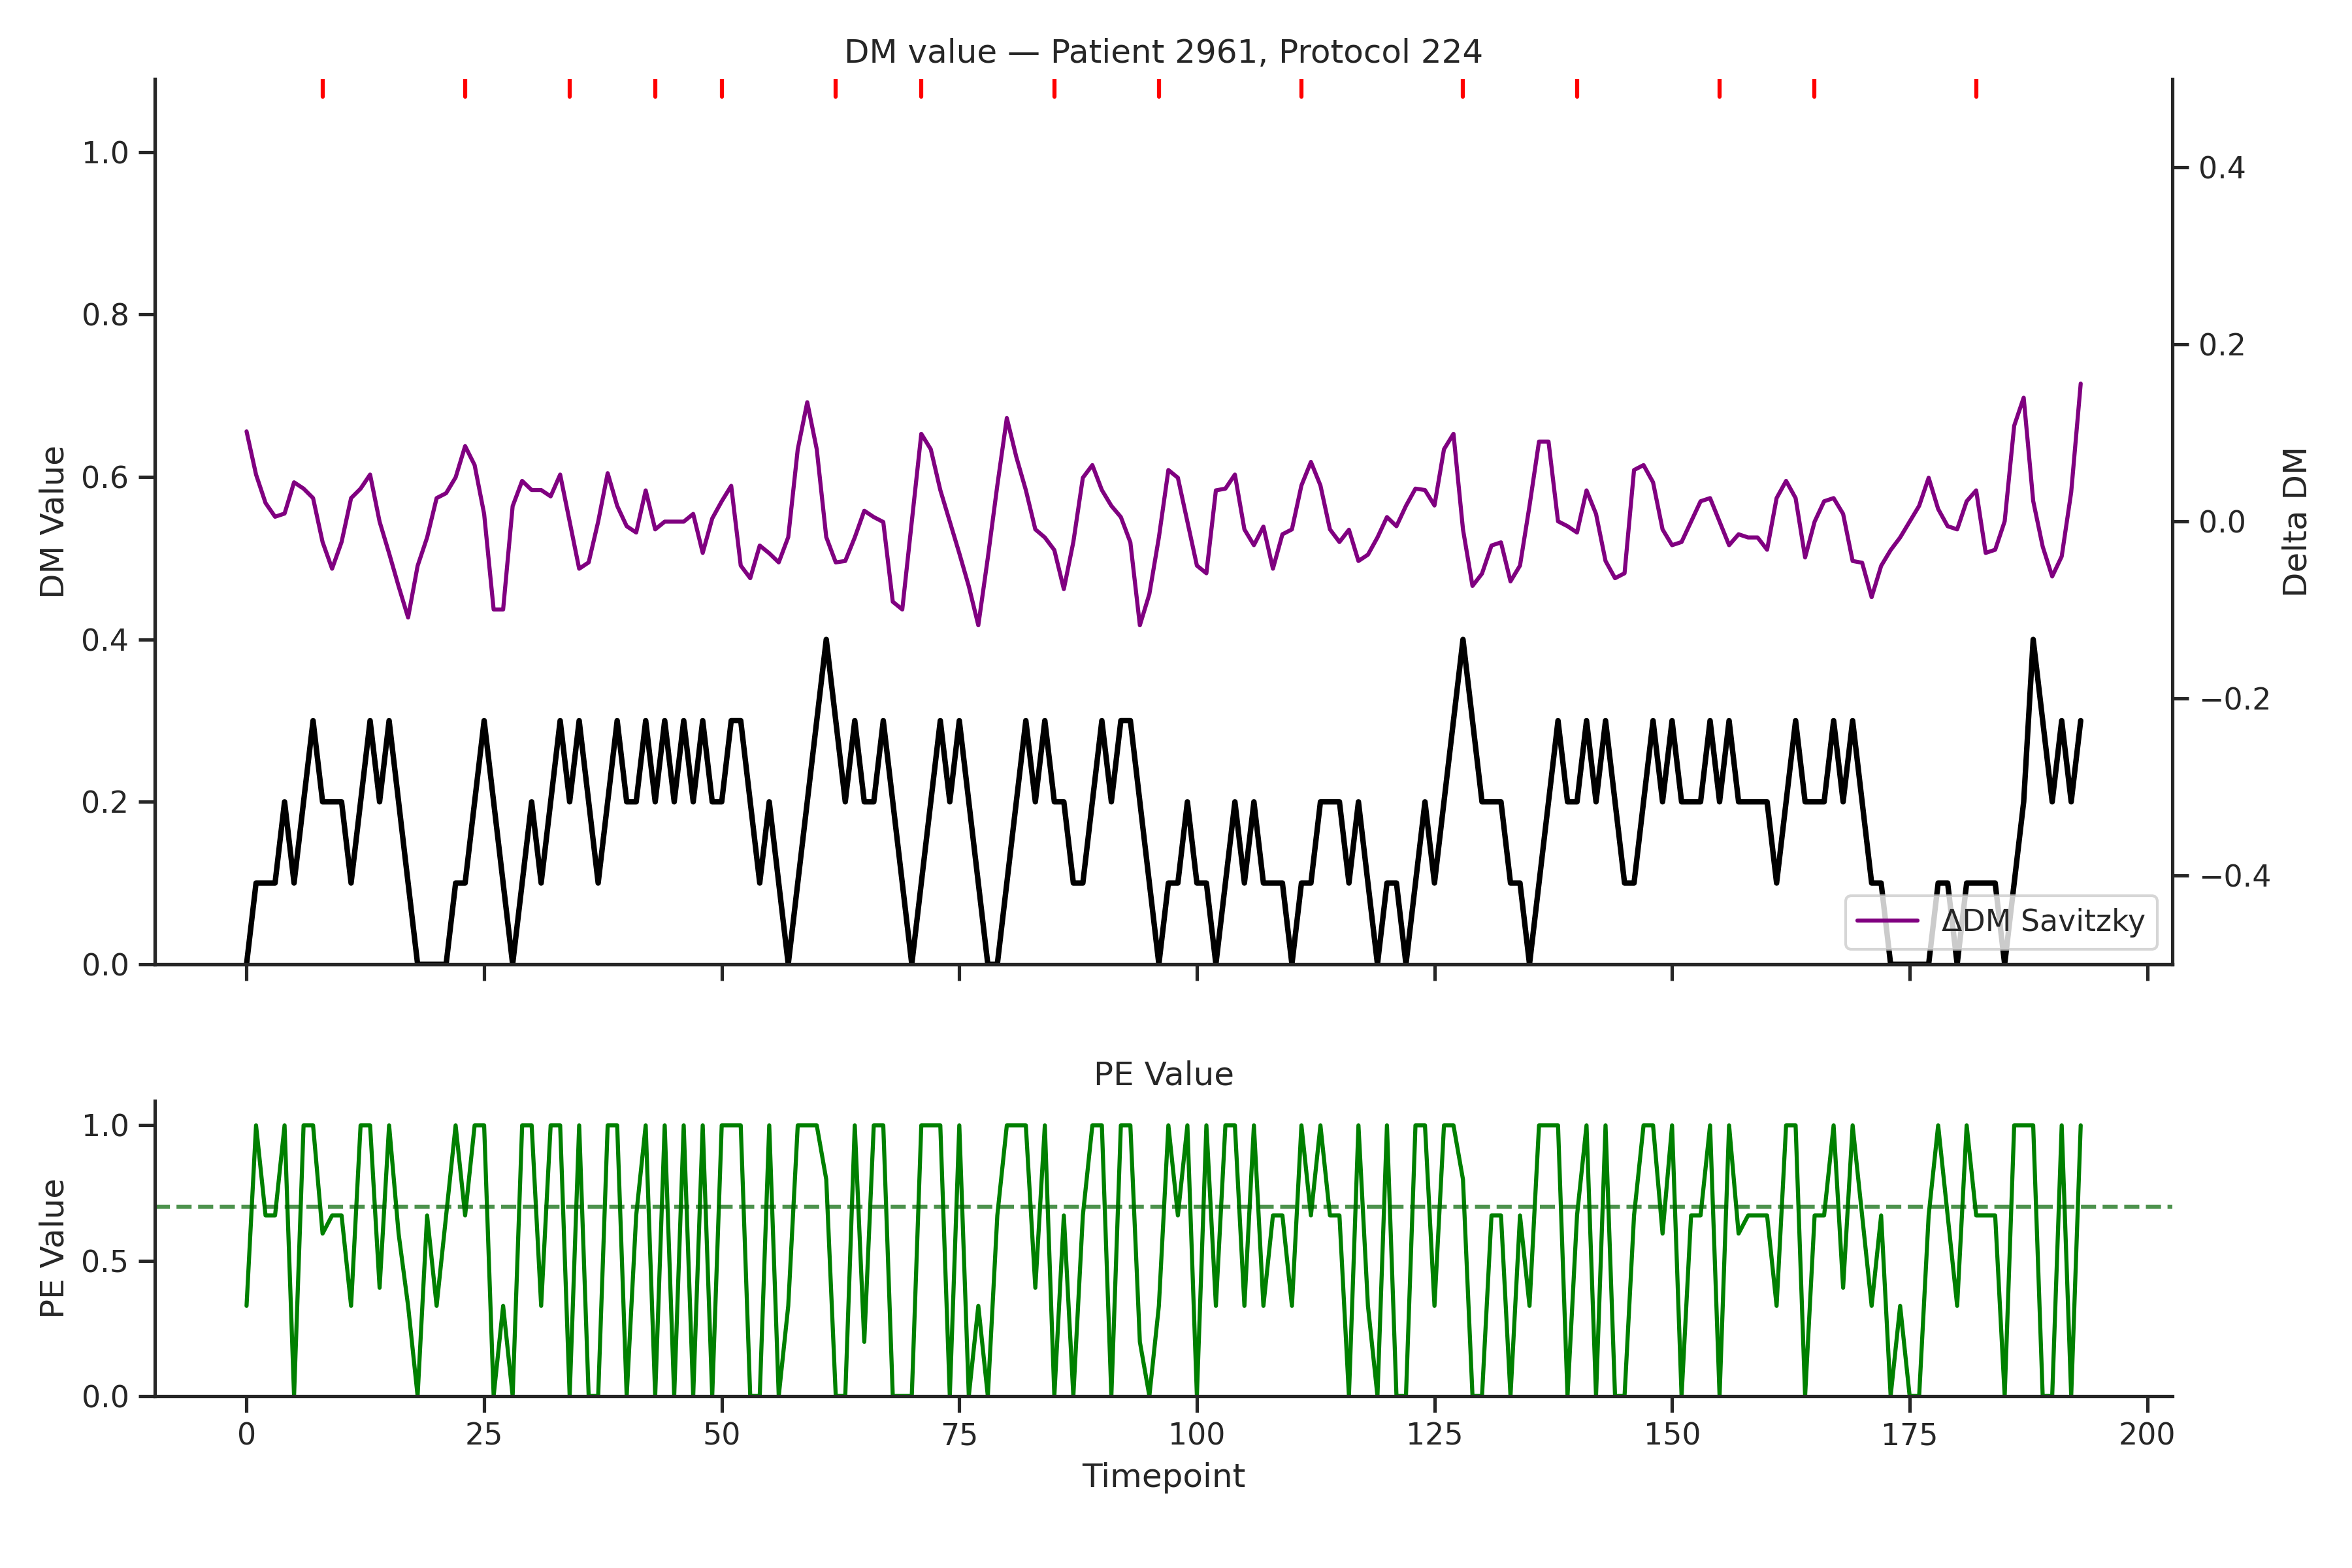 DM value — Patient 2961, Protocol 224
1.0
0.8
0.6
0.4
0.2
0.0
DM Value
0.4
0.2
0.0
−0.2
−0.4
Delta DM
ΔDM Savitzky
PE Value
1.0
0.5
0.0
PE Value
0 25 50 75 100 125 150 175 200
Timepoint